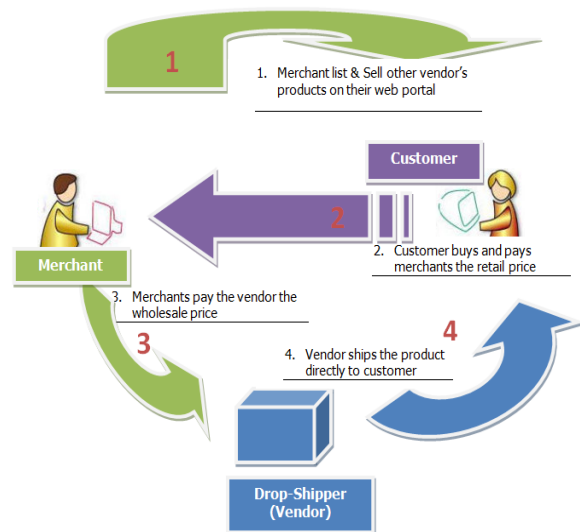 1
1. Merchant list & Sell other vendor's
products on their web portal
Customer
2
2. Customer buys and pays
merchants the retail price
Merchant
3. Merchants pay the vendor the
wholesale price
3
4
4. Vendor ships the product
directly to customer
Drop-Shipper
(Vendor)